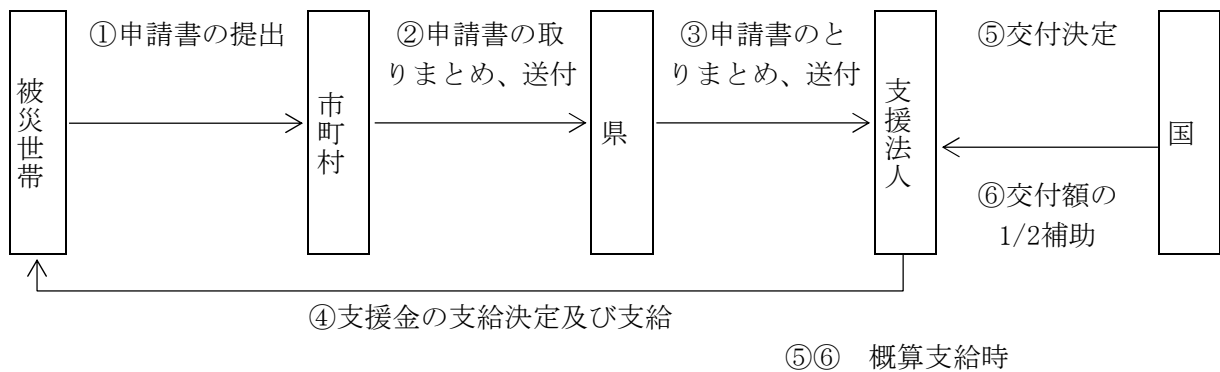 ①申請書の提出
②申請書の取
りまとめ、送付
③申請書のと
りまとめ、送付
⑤交付決定
被災世帯
市町村
県
支援法人
国
⑥交付額の
1/2補助
④支援金の支給決定及び支給
⑤⑥　概算支給時